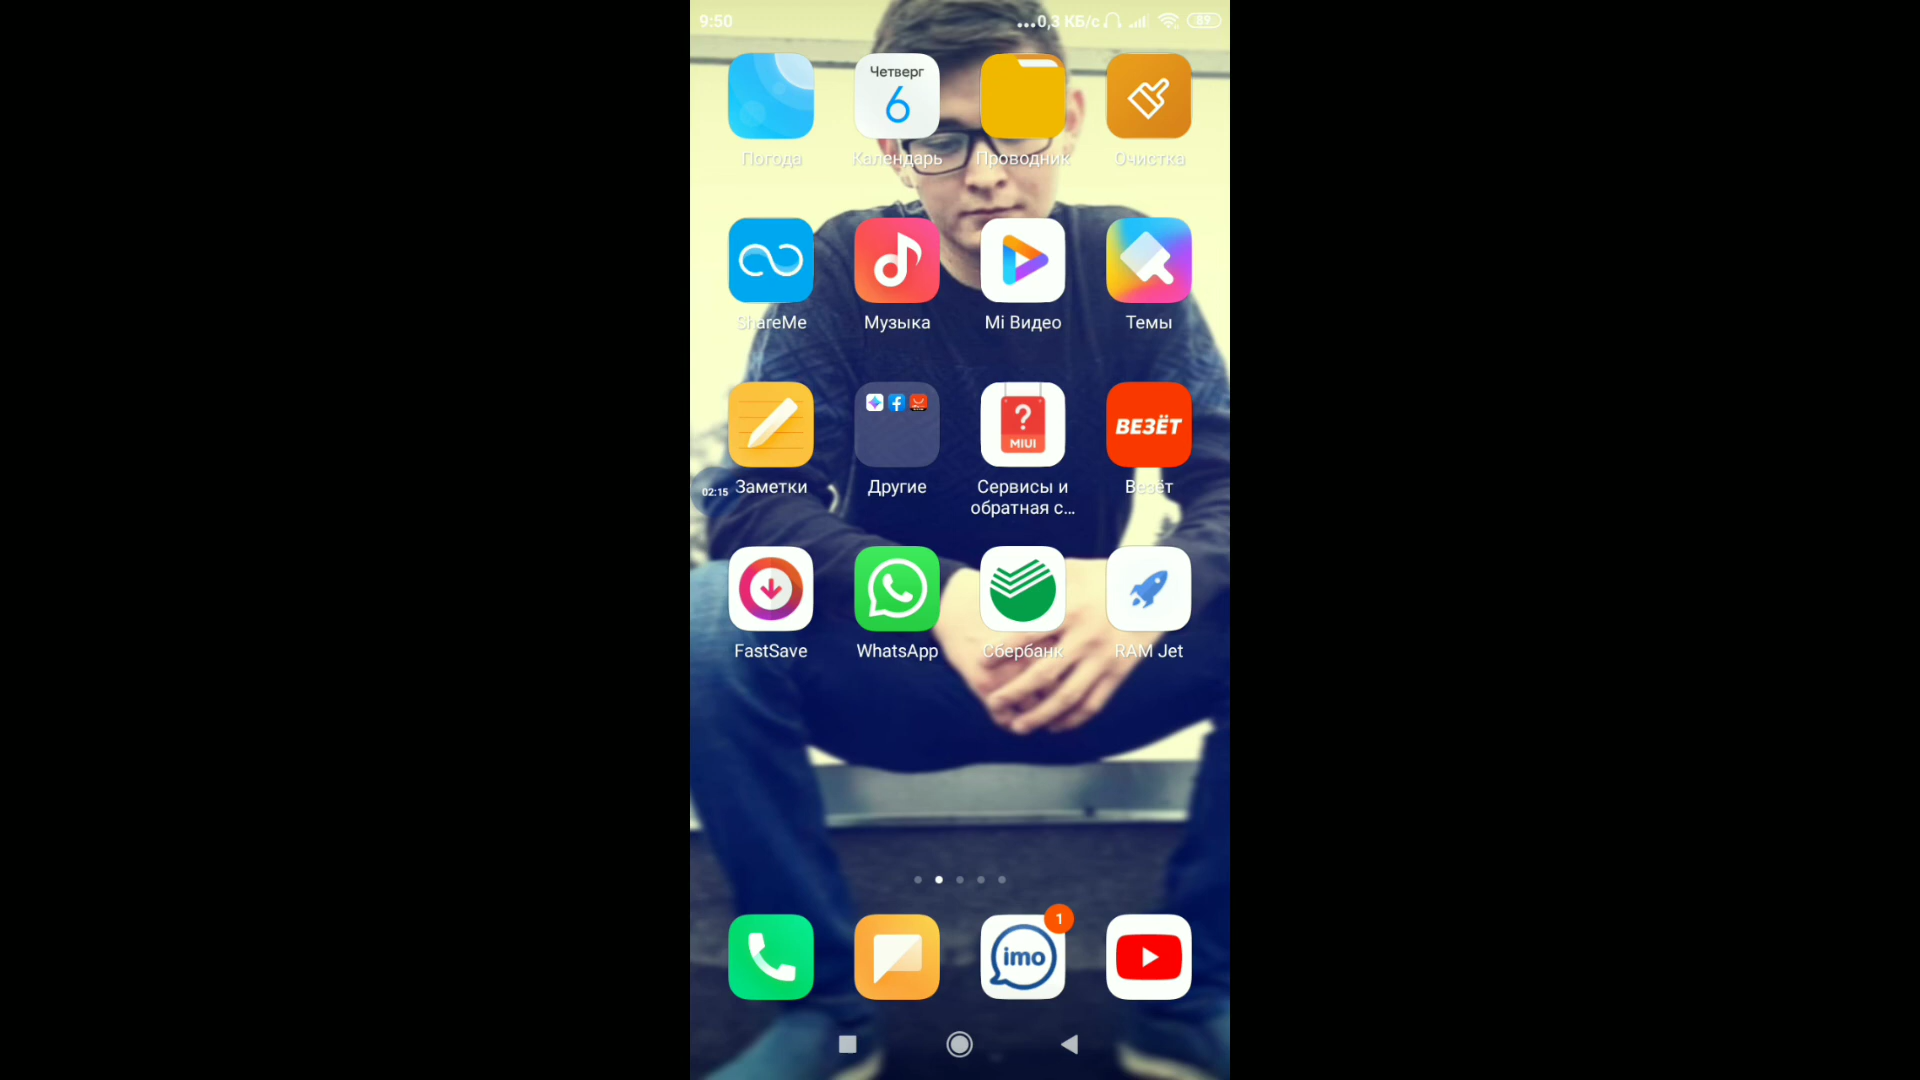 9:50
...0,3 КБ/с
89
Четверг
6
Погода
Календарь
Проводник
Очистка
ShareMe
Музыка
Mi Видео
Темы
?
MIUI
ВЕЗЁТ
02:15
Заметки
Другие
Сервисы и
обратная с...
Везёт
FastSave
WhatsApp
Сбербанк
RAM Jet
1
imo